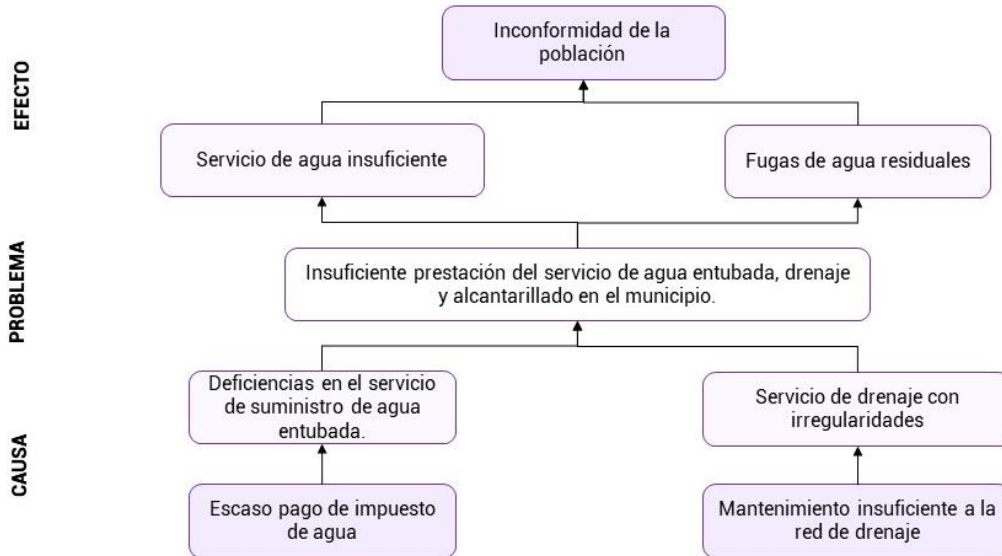 EFECTO
Inconformidad de la
población
Servicio de agua insuficiente
Fugas de agua residuales
PROBLEMA
Insuficiente prestación del servicio de agua entubada, drenaje
y alcantarillado en el municipio.
CAUSA
Deficiencias en el servicio
de suministro de agua
entubada.
Servicio de drenaje con
irregularidades
Escaso pago de impuesto
de agua
Mantenimiento insuficiente a la
red de drenaje